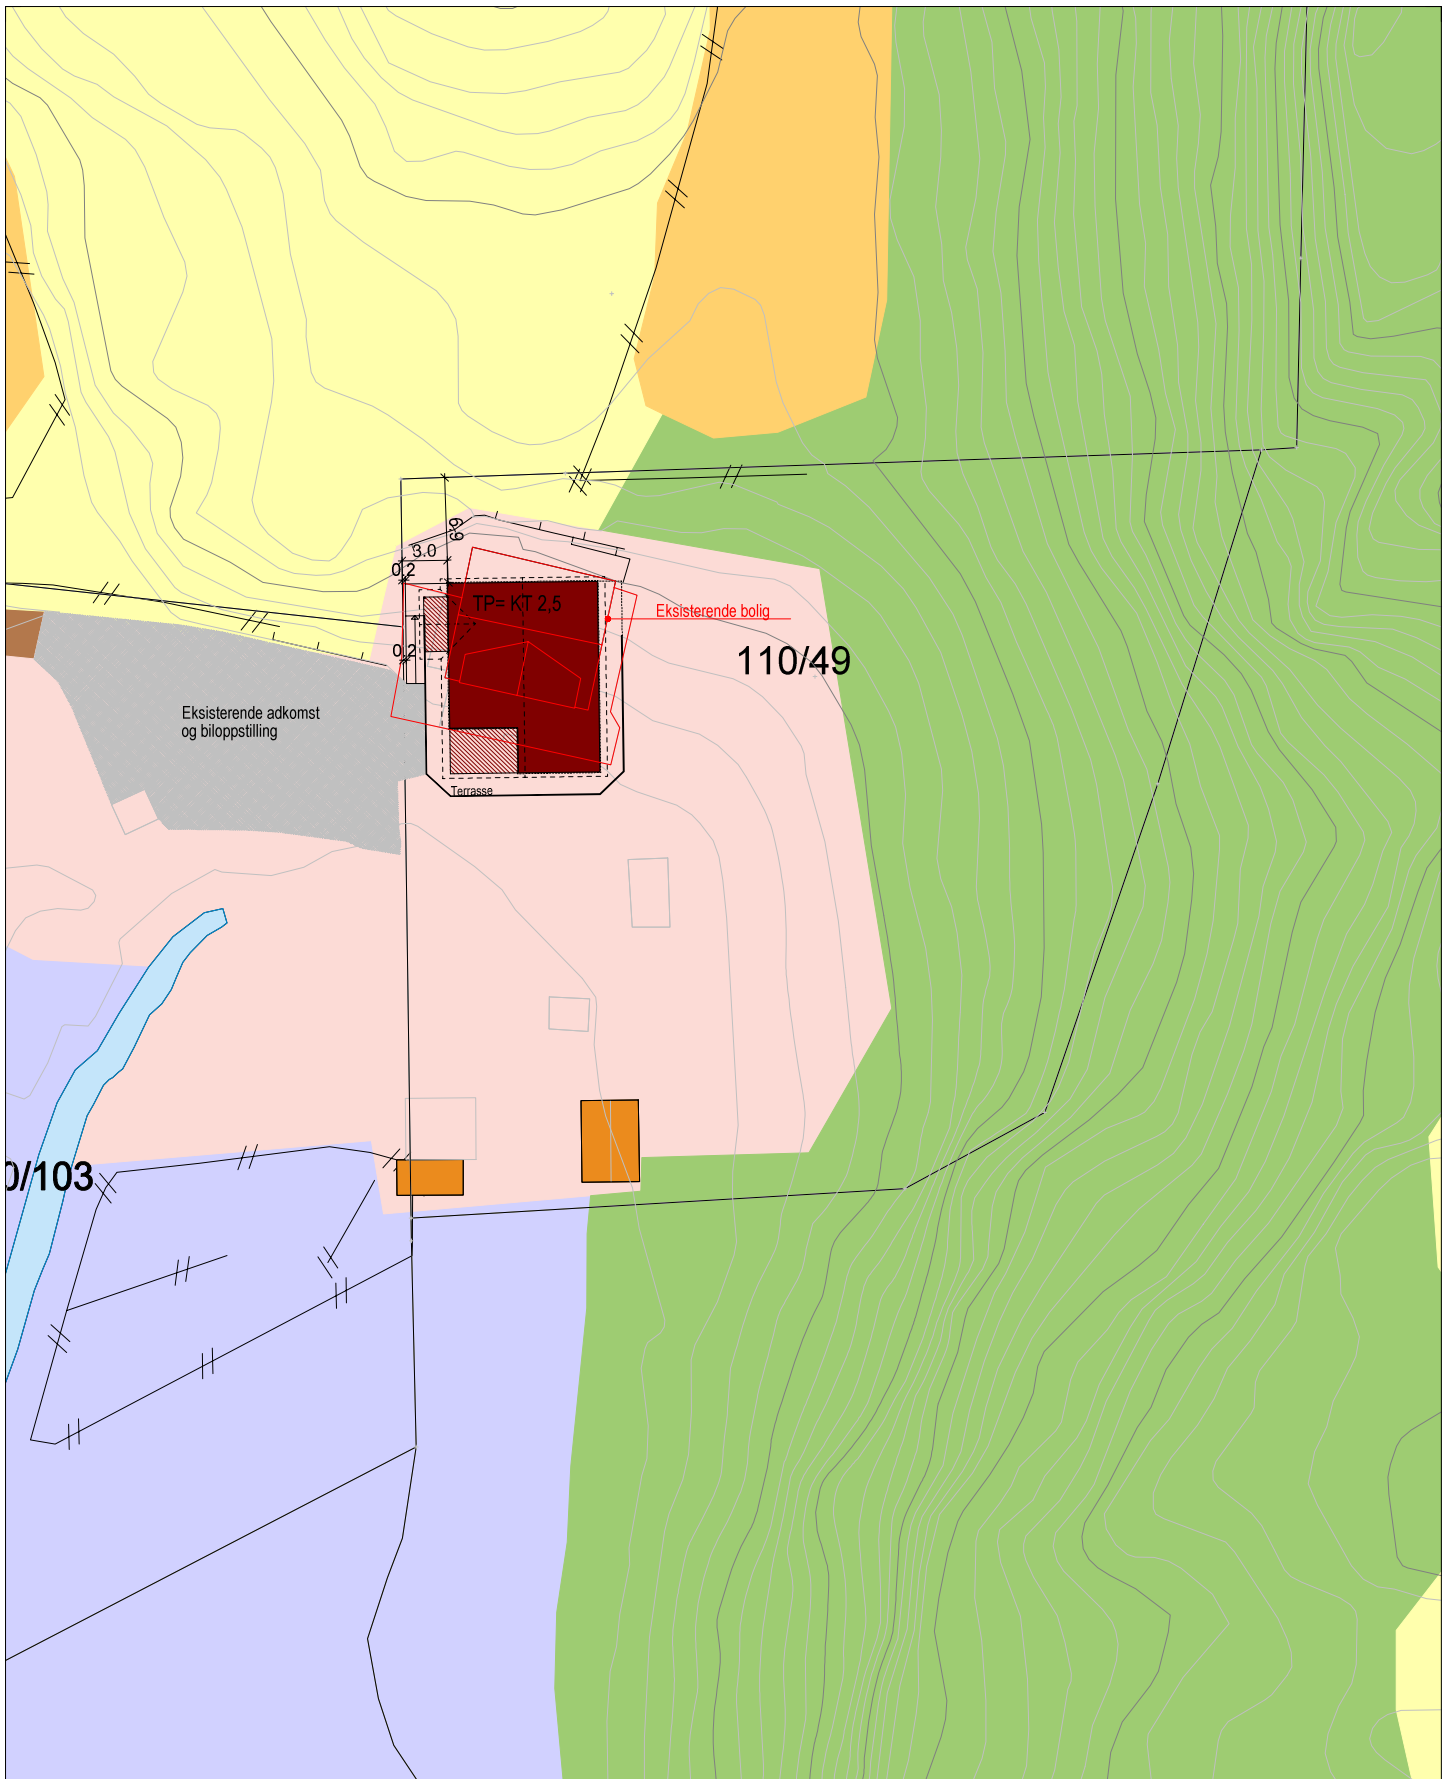 6.9
3.0
0.2
TP= KT 2,5
Eksisterende bolig
0.2
110/49
Eksisterende adkomst
og biloppstilling
Terrasse
0/103